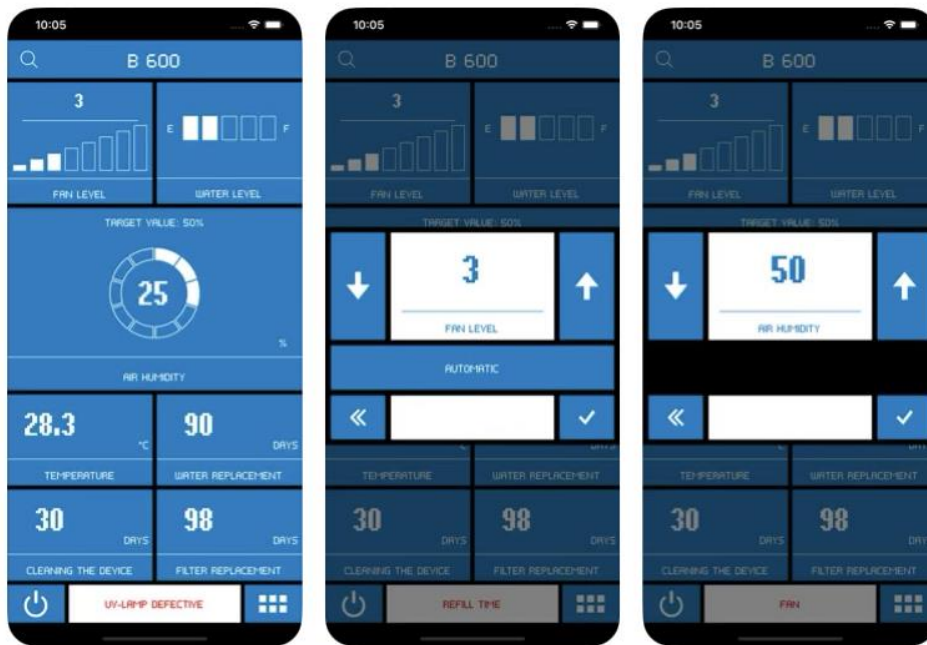 10:05
B 600
3
FAN LEVEL
E F
WATER LEVEL
TARGET VALUE: 50%
25
%
AIR HUMIDITY
28.3
°C
TEMPERATURE
90
DAYS
WATER REPLACEMENT
30
DAYS
CLEANING THE DEVICE
98
DAYS
FILTER REPLACEMENT
UV-LAMP DEFECTIVE
10:05
B 600
3
FAN LEVEL
E F
WATER LEVEL
TARGET VALUE: 50%
3
FAN LEVEL
AUTOMATIC
TEMPERATURE
WATER REPLACEMENT
30
DAYS
CLEANING THE DEVICE
98
DAYS
FILTER REPLACEMENT
REFILL TIME
10:05
B 600
3
FAN LEVEL
E F
WATER LEVEL
TARGET VALUE: 50%
50
AIR HUMIDITY
TEMPERATURE
WATER REPLACEMENT
30
DAYS
CLEANING THE DEVICE
98
DAYS
FILTER REPLACEMENT
FAN